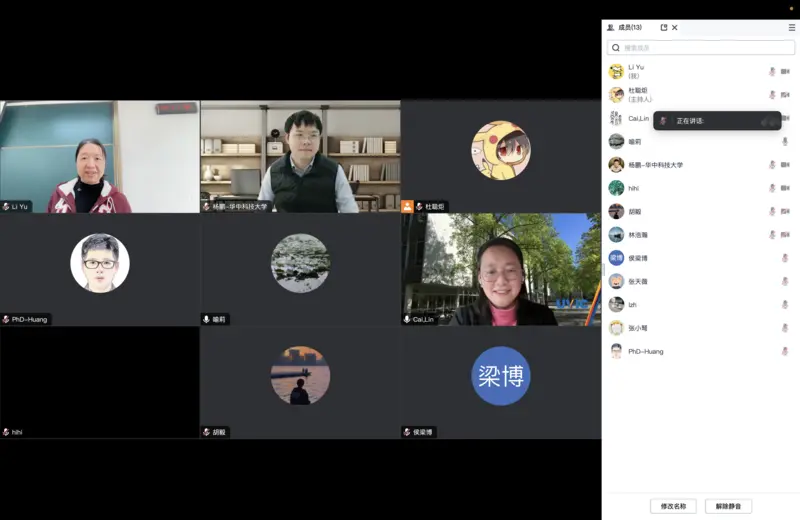 成员(13)
搜索成员
Li Yu
(我)
杜聪炬
(主持人)
Cai,Lin
正在讲话:
喻莉
杨鹏-华中科技大学
hihi
胡毅
林浩瀚
梁博
侯梁博
张天薇
lzh
张小驽
PhD-Huang
Li Yu
杨鹏-华中科技大学
杜聪炬
PhD-Huang
喻莉
Cai,Lin
hihi
胡毅
梁博
侯梁博
修改名称
解除静音